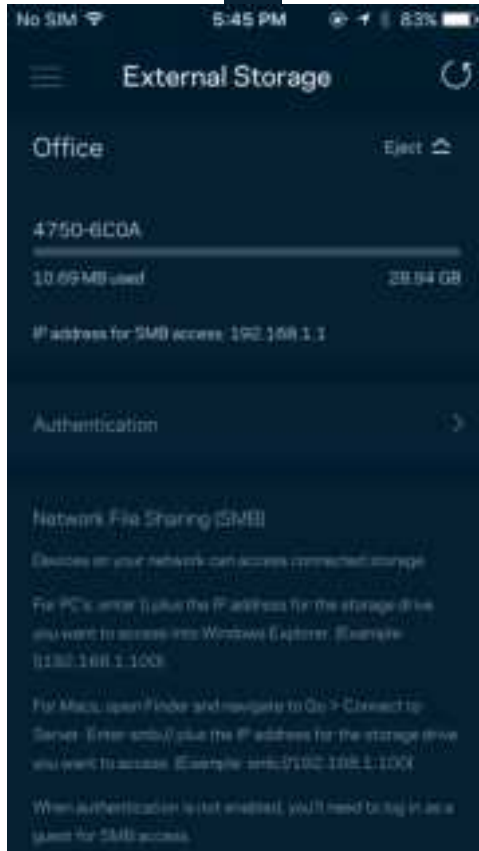 No SIM 5:45 PM 83%
External Storage
Office Eject
4750-6C0A
10.69 MB used 28.94 GB
IP address for SMB access: 192.168.1.1
Authentication
Network File Sharing (SMB)
Devices on your network can access connected storage.
For PC's, enter \\ plus the IP address for the storage drive
you want to access into Windows Explorer. (Example:
\\192.168.1.100)
For Macs, open Finder and navigate to Go > Connect to
Server. Enter smb:// plus the IP address for the storage drive
you want to access. (Example: smb://192.168.1.100)
When authentication is not enabled, you'll need to log in as a
guest for SMB access.